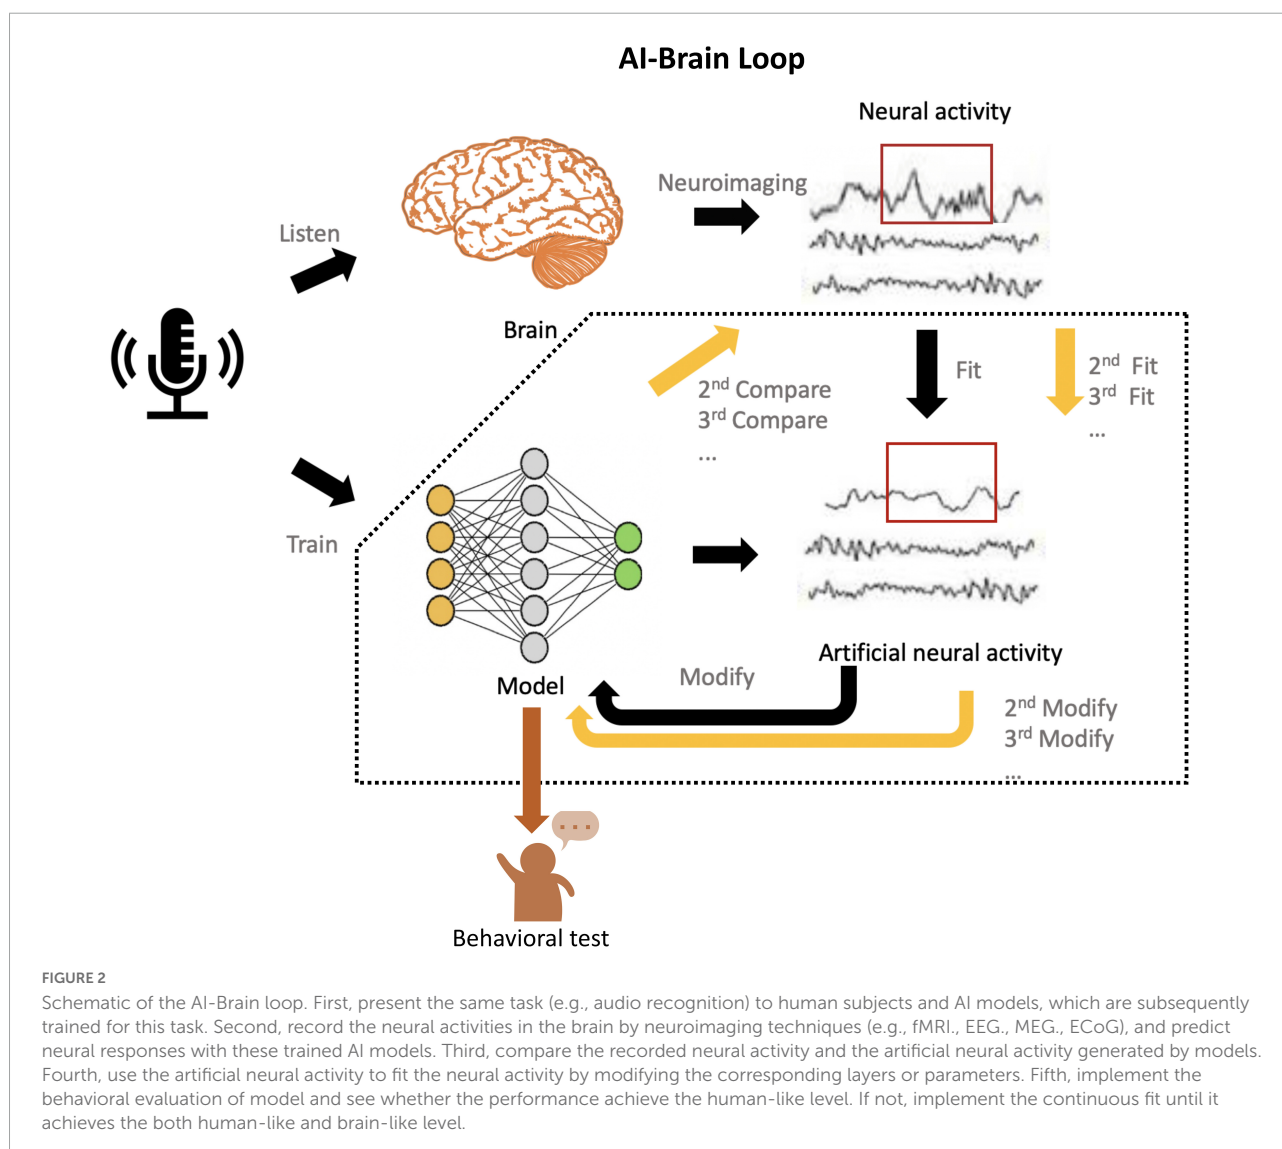 AI-Brain Loop
Neural activity
Neuroimaging
Listen
Brain
2nd Compare
3rd Compare
...
Fit
2nd Fit
3rd Fit
...
Train
Model
Artificial neural activity
Modify
2nd Modify
3rd Modify
...
Behavioral test
FIGURE 2
Schematic of the AI-Brain loop. First, present the same task (e.g., audio recognition) to human subjects and AI models, which are subsequently
trained for this task. Second, record the neural activities in the brain by neuroimaging techniques (e.g., fMRI., EEG., MEG., ECoG), and predict
neural responses with these trained AI models. Third, compare the recorded neural activity and the artificial neural activity generated by models.
Fourth, use the artificial neural activity to fit the neural activity by modifying the corresponding layers or parameters. Fifth, implement the
behavioral evaluation of model and see whether the performance achieve the human-like level. If not, implement the continuous fit until it
achieves the both human-like and brain-like level.